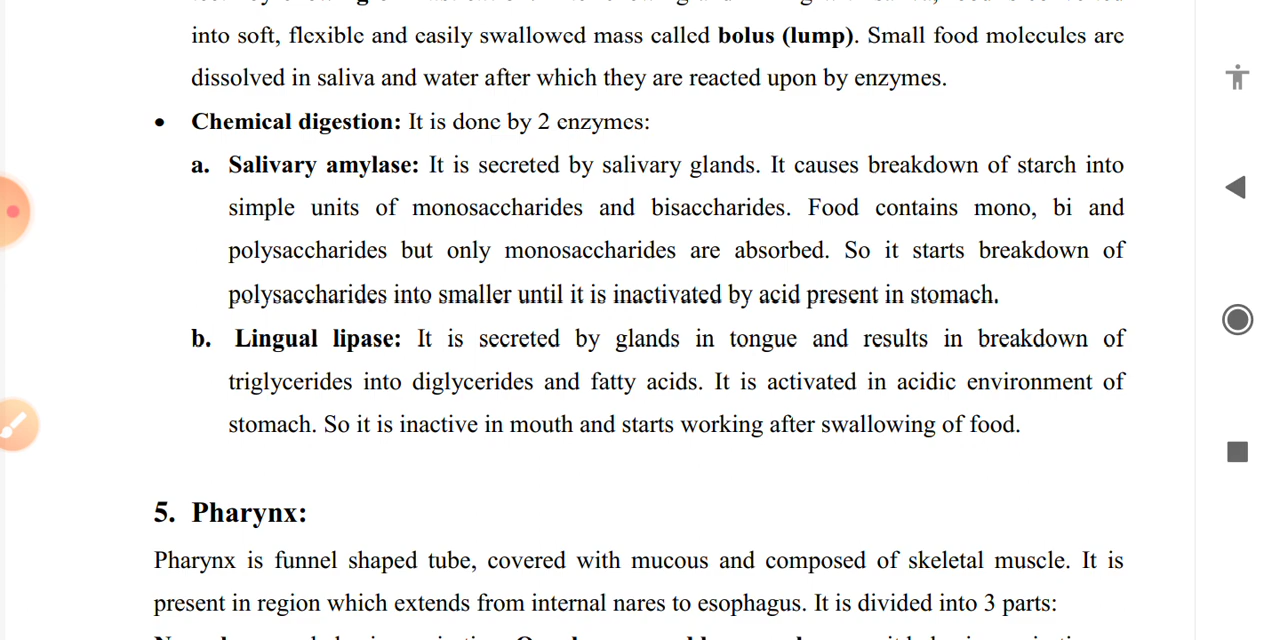 into soft, flexible and easily swallowed mass called bolus (lump). Small food molecules are
dissolved in saliva and water after which they are reacted upon by enzymes.
• Chemical digestion: It is done by 2 enzymes:
a. Salivary amylase: It is secreted by salivary glands. It causes breakdown of starch into
simple units of monosaccharides and bisaccharides. Food contains mono, bi and
polysaccharides but only monosaccharides are absorbed. So it starts breakdown of
polysaccharides into smaller until it is inactivated by acid present in stomach.
b. Lingual lipase: It is secreted by glands in tongue and results in breakdown of
triglycerides into diglycerides and fatty acids. It is activated in acidic environment of
stomach. So it is inactive in mouth and starts working after swallowing of food.
5. Pharynx:
Pharynx is funnel shaped tube, covered with mucous and composed of skeletal muscle. It is
present in region which extends from internal nares to esophagus. It is divided into 3 parts: